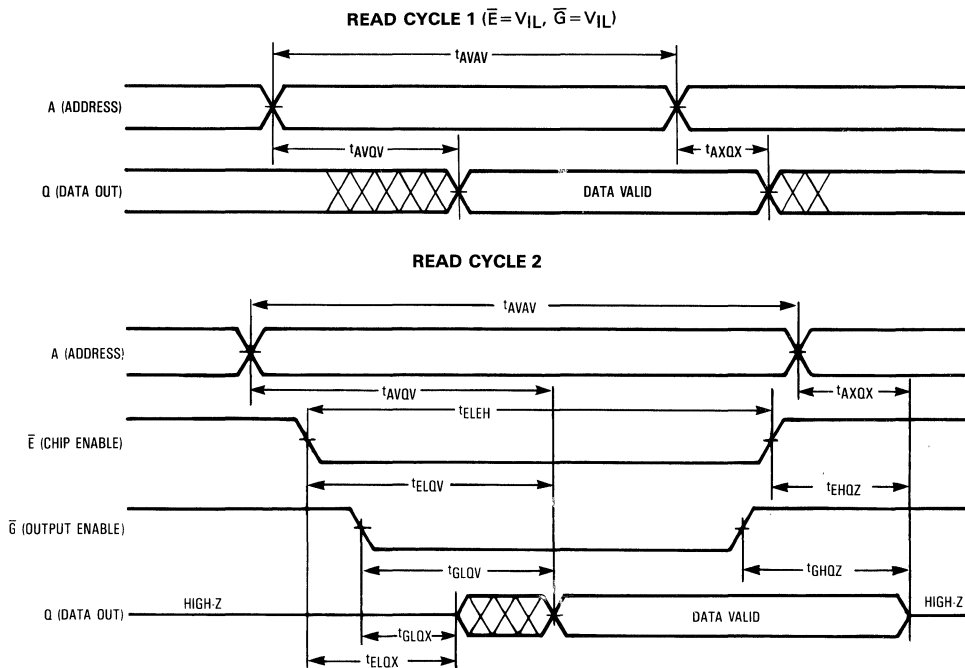 READ CYCLE 1 (E̅ = VIL, G̅ = VIL)
tAVAV
A (ADDRESS)
tAVQV
tAXQX
Q (DATA OUT)
DATA VALID
READ CYCLE 2
tAVAV
A (ADDRESS)
tAVQV
tAXQX
tELEH
E̅ (CHIP ENABLE)
tELQV
tEHQZ
G̅ (OUTPUT ENABLE)
tGLQV
tGHQZ
HIGH-Z
HIGH-Z
Q (DATA OUT)
DATA VALID
tGLQX
tELQX